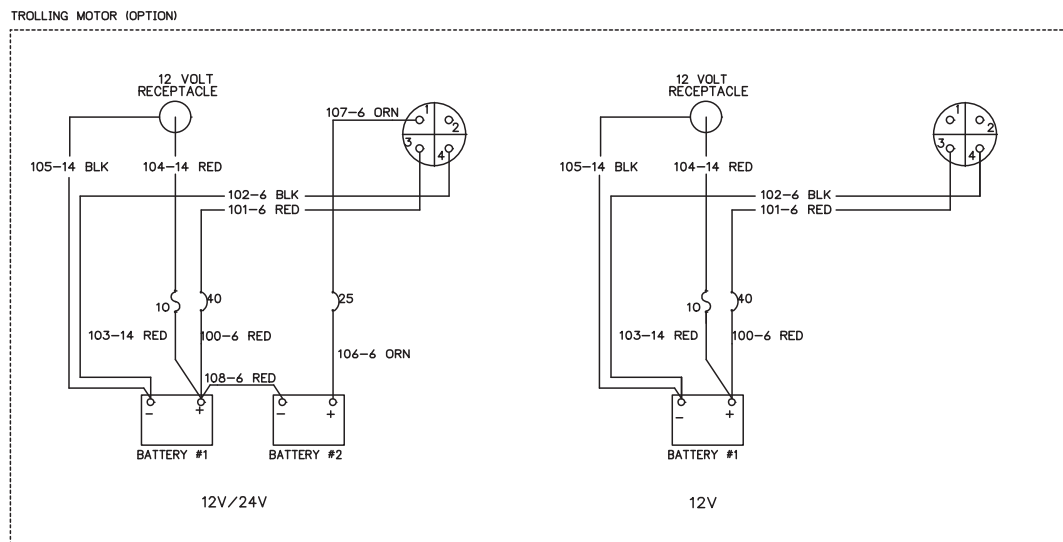 TROLLING MOTOR (OPTION)
12 VOLT
RECEPTACLE
107-6 ORN
1
2
3
4
105-14 BLK
104-14 RED
102-6 BLK
101-6 RED
10
40
25
103-14 RED
100-6 RED
106-6 ORN
108-6 RED
-
+
-
+
BATTERY #1
BATTERY #2
12V/24V
12 VOLT
RECEPTACLE
1
2
3
4
105-14 BLK
104-14 RED
102-6 BLK
101-6 RED
10
40
103-14 RED
100-6 RED
-
+
BATTERY #1
12V